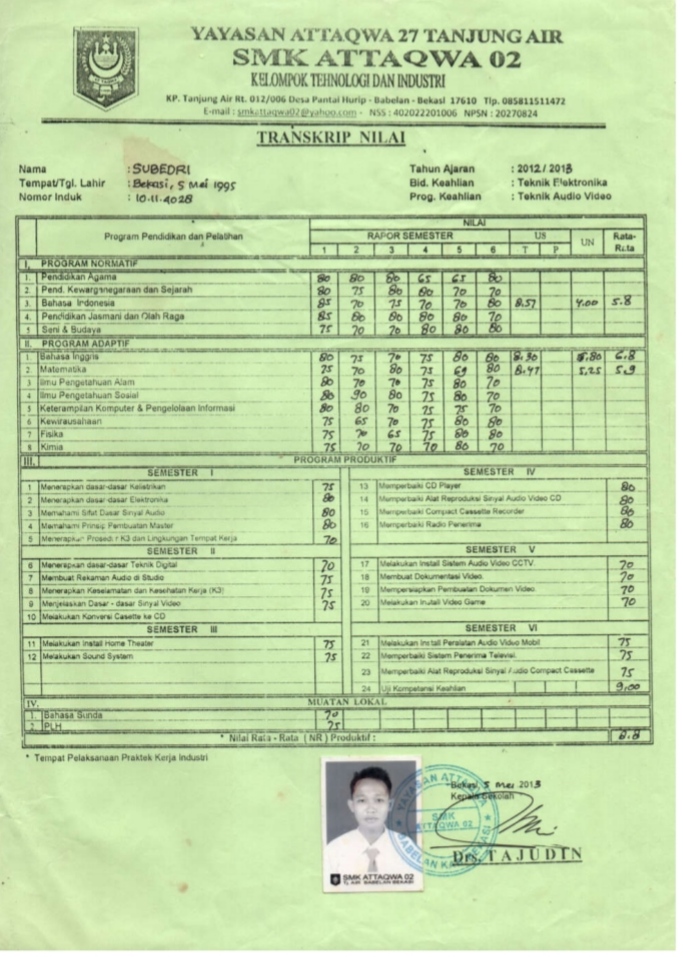 YAYASAN ATTAQWA 27 TANJUNG AIR
SMK ATTAQWA 02
KELOMPOK TEHNOLOGI DAN INDUSTRI
KP. Tanjung Air Rt. 012/006 Desa Pantai Hurip - Babelan - Bekasi 17610 Tlp. 085811511472
E-mail : smkattaqwa02@yahoo.com - NSS : 402022201006 NPSN : 20270824
TRANSKRIP NILAI
Nama : SUBEDRI Tahun Ajaran : 2012/2013
Tempat/Tgl. Lahir : Bekasi, 5 Mei 1995 Bid. Keahlian : Teknik Elektronika
Nomor Induk : 10.11.4028 Prog. Keahlian : Teknik Audio Video
Program Pendidikan dan Pelatihan NILAI
RAPOR SEMESTER US UN Rata-Rata
1 2 3 4 5 6 T P
I. PROGRAM NORMATIF
1. Pendidikan Agama 80 80 80 65 65 80
2. Pend. Kewarganegaraan dan Sejarah 80 75 80 80 70 70
3. Bahasa Indonesia 85 70 75 70 70 80 8,57 4.00 5.8
4. Pendidikan Jasmani dan Olah Raga 85 80 80 80 80 70
5 Seni & Budaya 75 70 70 80 80 80
II. PROGRAM ADAPTIF
1. Bahasa Inggris 80 75 70 75 80 80 8,30 5,80 6.8
2. Matematika 75 70 80 75 69 80 8,47 5,25 5,9
3 Ilmu Pengetahuan Alam 80 70 70 75 80 70
4 Ilmu Pengetahuan Sosial 80 90 80 75 80 70
5 Keterampilan Komputer & Pengelolaan Informasi 80 80 70 75 75 70
6 Kewirausahaan 75 65 70 75 80 80
7 Fisika 75 70 65 75 80 80
8 Kimia 75 70 70 70 80 70
III. PROGRAM PRODUKTIF
SEMESTER I SEMESTER IV
1 Menerapkan dasar-dasar Kelistrikan 75 13 Memperbaiki CD Player 80
2 Menerapkan dasar-dasar Elektronika 80 14 Memperbaiki Alat Reproduksi Sinyal Audio Video CD 80
3 Memahami Sifat Dasar Sinyal Audio 80 15 Memperbaiki Compact Cassette Recorder 80
4 Memahami Prinsip Pembuatan Master 80 16 Memperbaiki Radio Penerima 80
5 Menerapkan Prosedur K3 dan Lingkungan Tempat Kerja 70
SEMESTER II SEMESTER V
6 Menerapkan dasar-dasar Teknik Digital 70 17 Melakukan Install Sistem Audio Video CCTV. 70
7 Membuat Rekaman Audio di Studio 75 18 Membuat Dokumentasi Video. 70
8 Menerapkan Keselamatan dan Kesehatan Kerja (K3) 75 19 Mempersiapkan Pembuatan Dokumen Video. 70
9 Menjelaskan Dasar - dasar Sinyal Video 75 20 Melakukan Install Video Game 70
10 Melakukan Konversi Casette ke CD
SEMESTER III SEMESTER VI
11 Melakukan Install Home Theater 75 21 Melakukan Install Peralatan Audio Video Mobil 75
12 Melakukan Sound System 75 22 Memperbaiki Sistem Penerima Televisi. 75
23 Memperbaiki Alat Reproduksi Sinyal Audio Compact Cassette 75
24 Uji Kompetensi Keahlian 9,00
IV. MUATAN LOKAL
1. Bahasa Sunda 70
2 PLH 75
* Nilai Rata - Rata ( NR ) Produktif : 8.8
* Tempat Pelaksanaan Praktek Kerja Industri
Bekasi, 5 Mei 2013
Kepala Sekolah
YAYASAN ATTAQWA
SMK
ATTAQWA 02
BABELAN KAB. BEKASI
Drs. TAJUDIN
SMK ATTAQWA 02
TJ. AIR BABELAN BEKASI